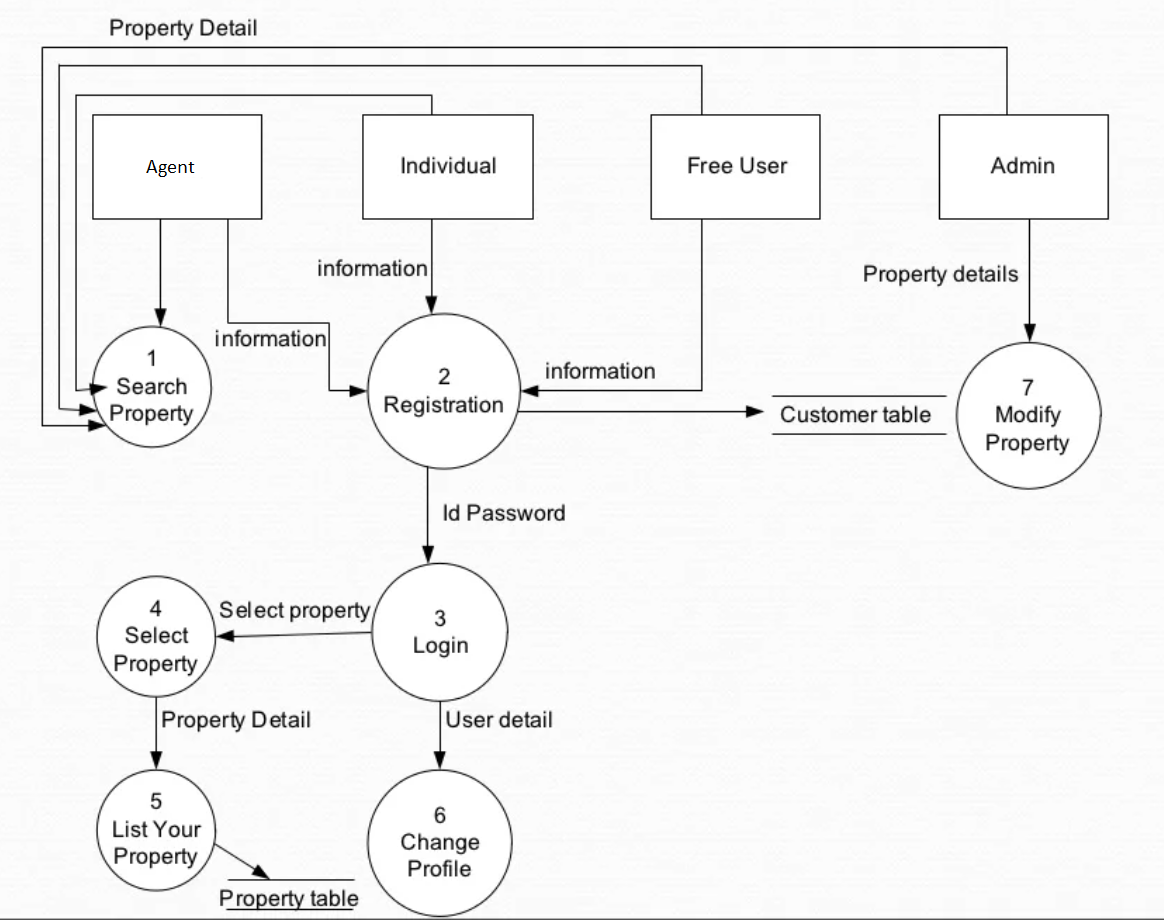 Property Detail
Agent
Individual
Free User
Admin
information
Property details
information
information
1
Search
Property
2
Registration
Customer table
7
Modify
Property
Id Password
4
Select
Property
Select property
3
Login
Property Detail
User detail
5
List Your
Property
6
Change
Profile
Property table